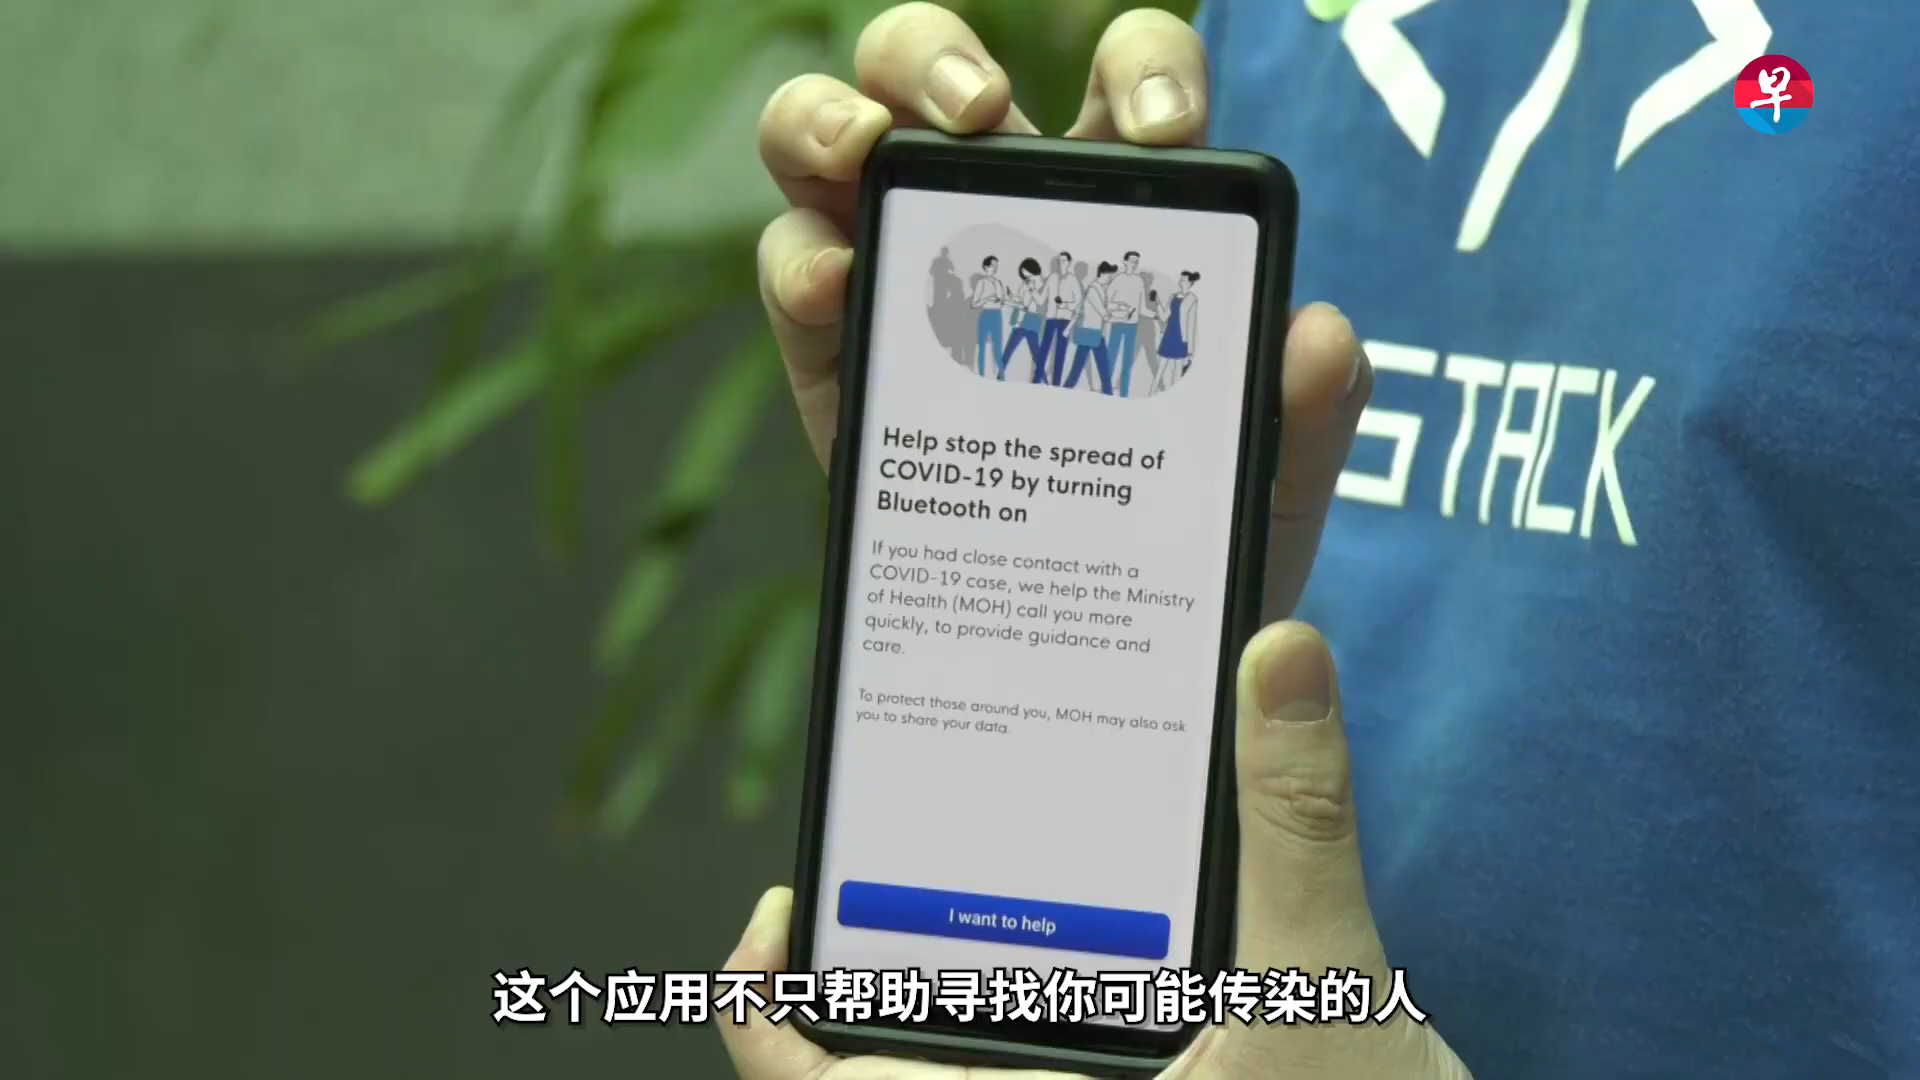 早
STACK
Help stop the spread of
COVID-19 by turning
Bluetooth on
If you had close contact with a
COVID-19 case, we help the Ministry
of Health (MOH) call you more
quickly, to provide guidance and
care.
To protect those around you, MOH may also ask
you to share your data.
I want to help
这个应用不只帮助寻找你可能传染的人